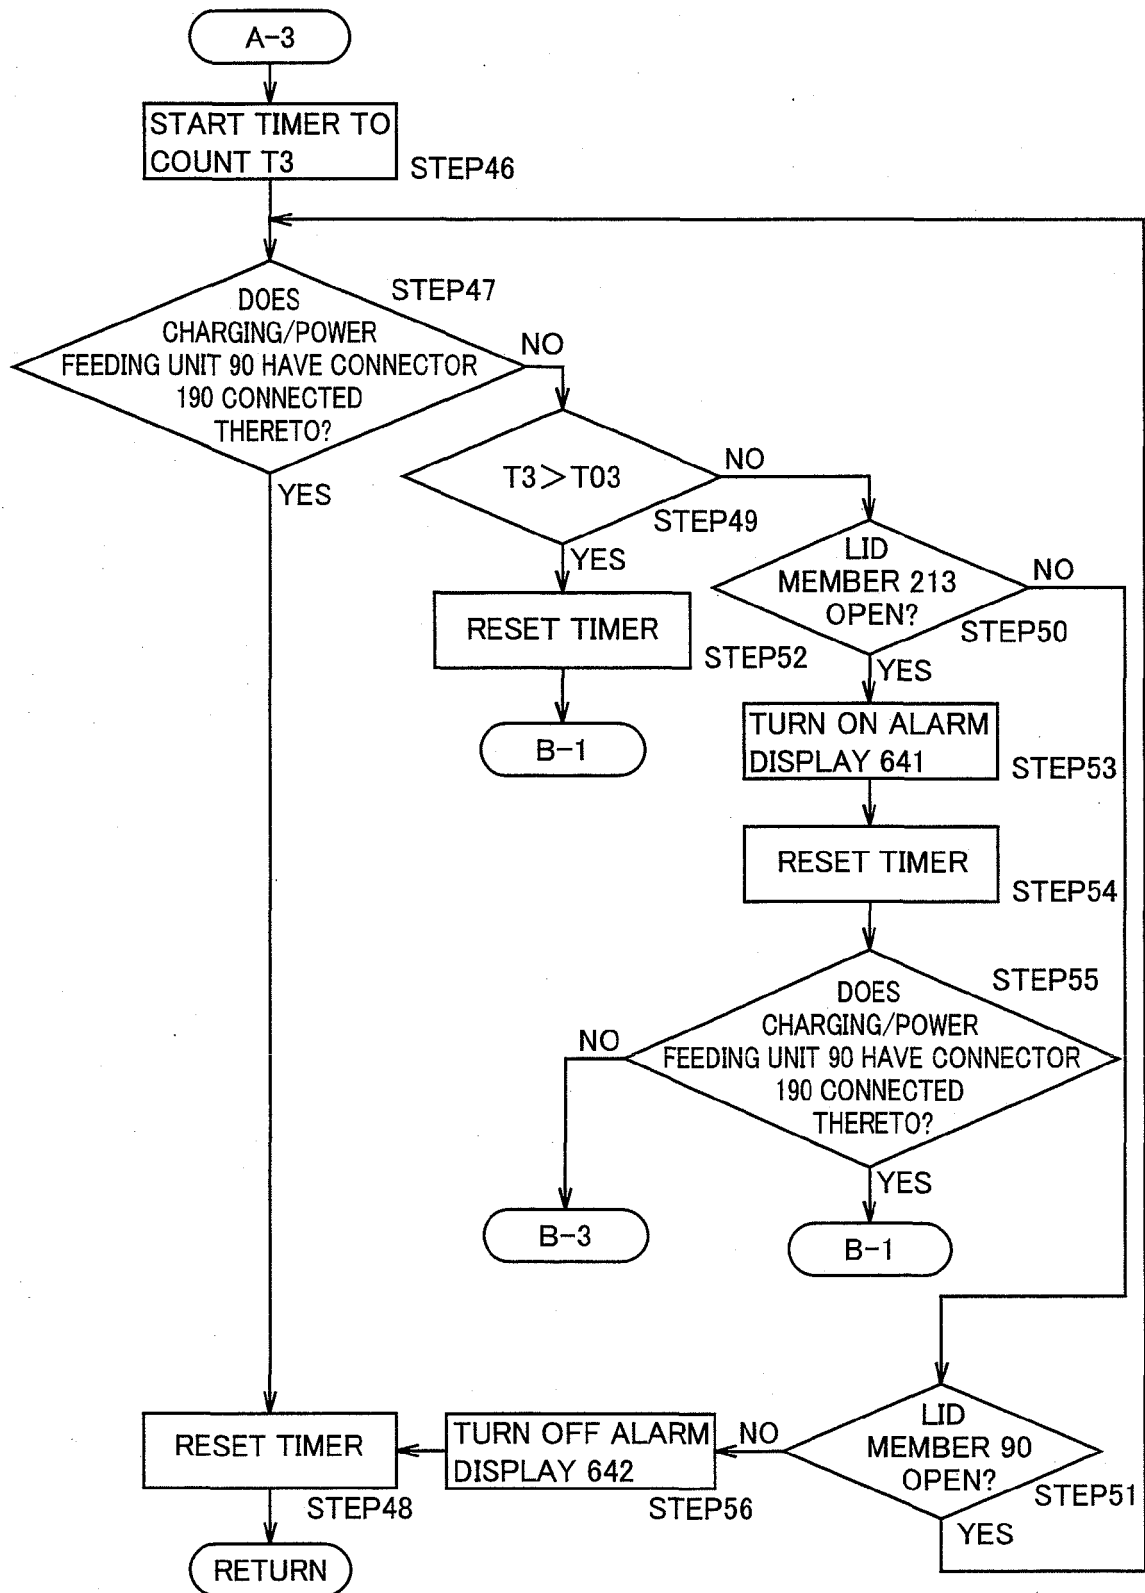 A-3
START TIMER TO
COUNT T3
STEP46
STEP47
DOES
CHARGING/POWER
FEEDING UNIT 90 HAVE CONNECTOR
190 CONNECTED
THERETO?
NO
YES
T3>T03
NO
STEP49
YES
LID
MEMBER 213
OPEN?
NO
STEP50
YES
RESET TIMER
STEP52
B-1
TURN ON ALARM
DISPLAY 641
STEP53
RESET TIMER
STEP54
STEP55
DOES
CHARGING/POWER
FEEDING UNIT 90 HAVE CONNECTOR
190 CONNECTED
THERETO?
NO
YES
B-3
B-1
LID
MEMBER 90
OPEN?
NO
STEP51
YES
TURN OFF ALARM
DISPLAY 642
STEP56
RESET TIMER
STEP48
RETURN